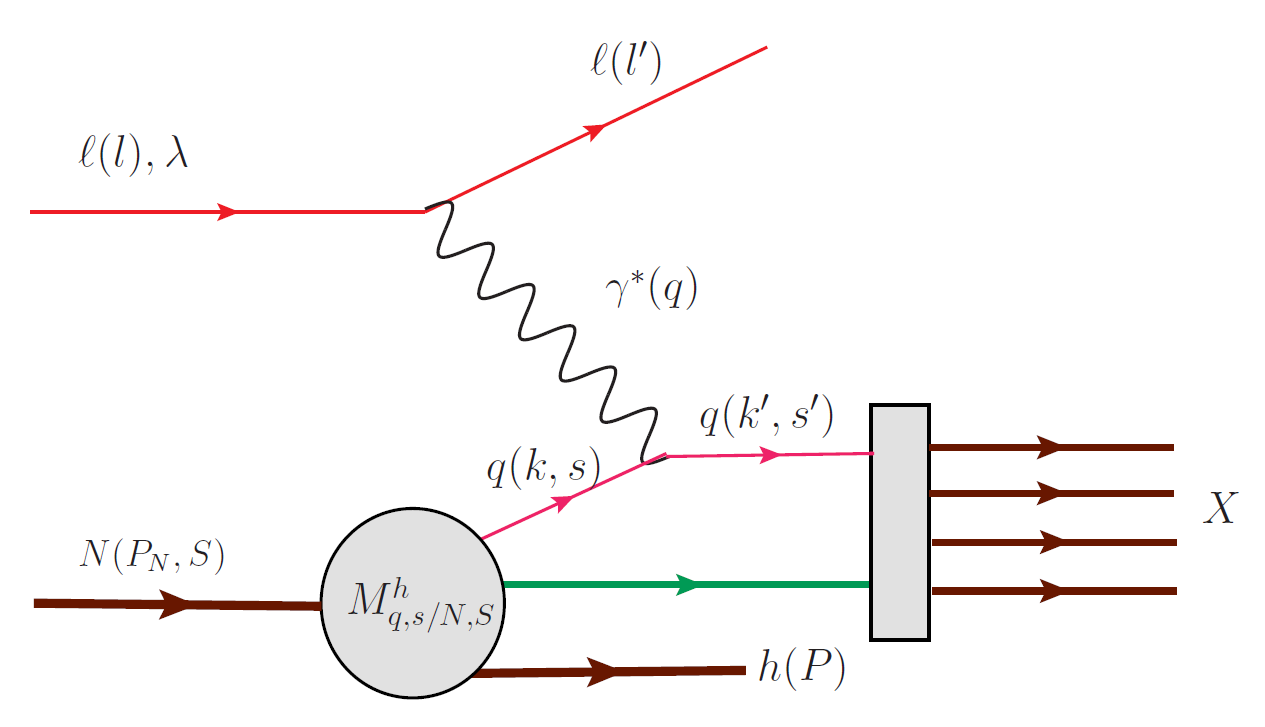 ℓ(l′)
ℓ(l), λ
γ*(q)
q(k′, s′)
q(k, s)
X
N(P_N, S)
M^h_{q,s/N,S}
h(P)